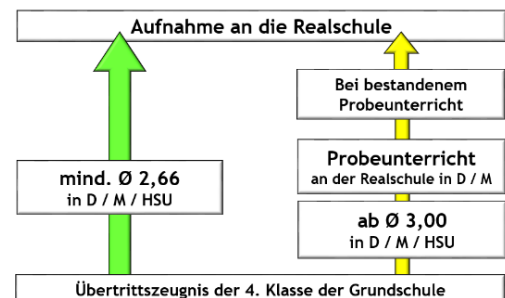 Aufnahme an die Realschule
Bei bestandenem
Probeunterricht
mind. Ø 2,66
in D / M / HSU
Probeunterricht
an der Realschule in D / M
ab Ø 3,00
in D / M / HSU
Übertrittszeugnis der 4. Klasse der Grundschule